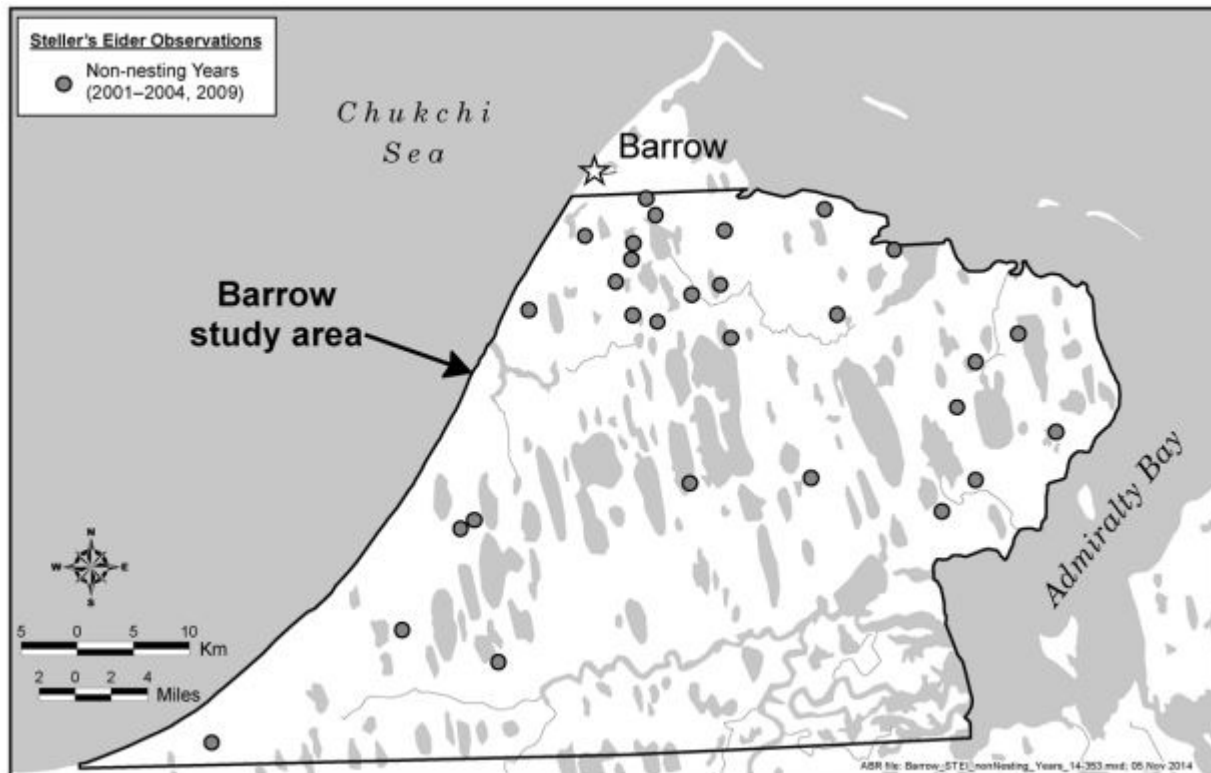 Steller's Eider Observations
Non-nesting Years
(2001–2004, 2009)
Chukchi
Sea
Barrow
Barrow
study area
Admiralty Bay
N
W E
S
5 0 5 10
Km
2 0 2 4
Miles
ABR file: Barrow_STEI_nonNesting_Years_14-353.mxd; 05 Nov 2014